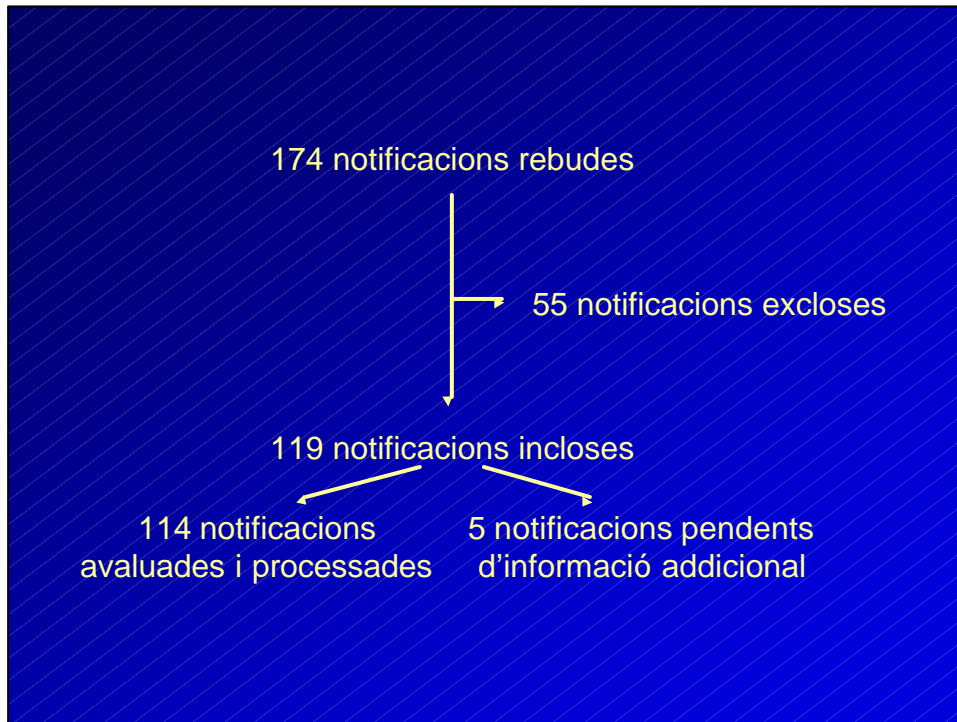 174 notificacions rebudes
55 notificacions excloses
119 notificacions incloses
114 notificacions
avaluades i processades
5 notificacions pendents
d’informació addicional